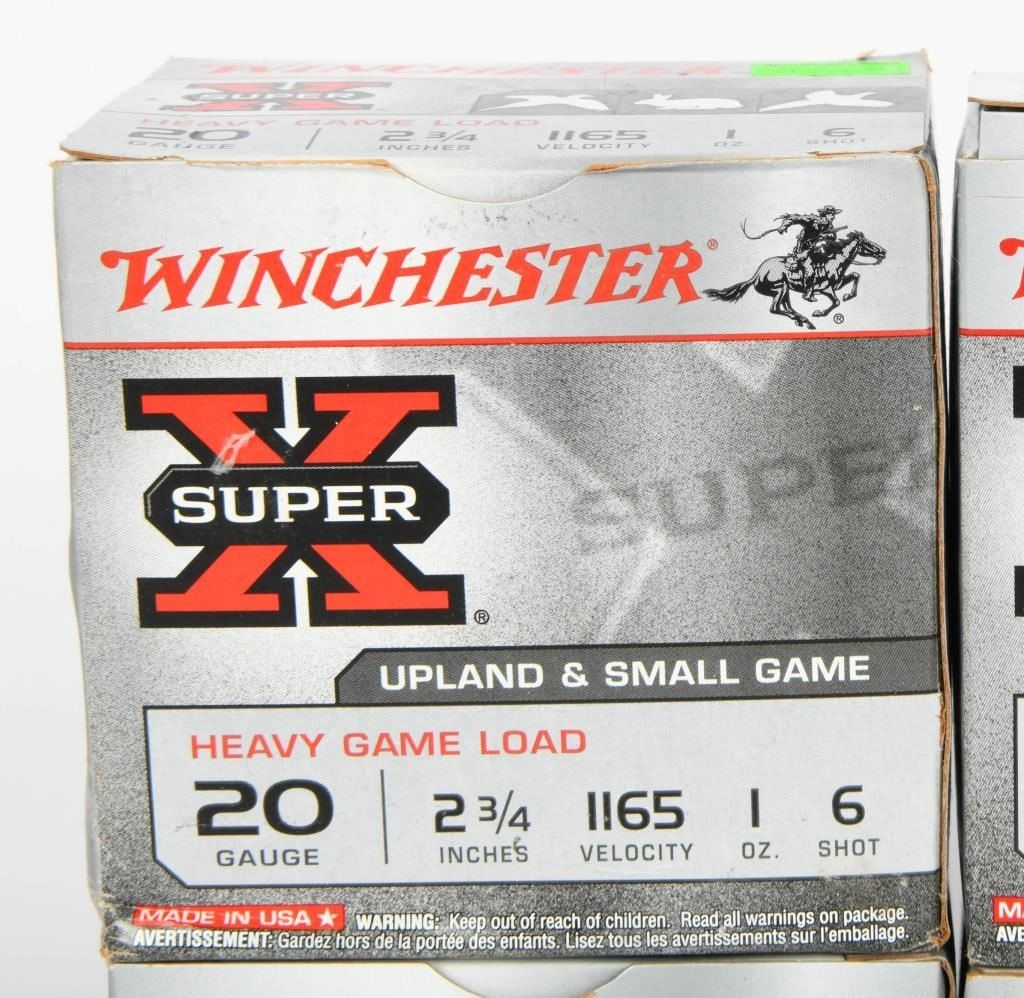 WINCHESTER
SUPER X
HEAVY GAME LOAD
20 2 3/4 1165 1 6
GAUGE INCHES VELOCITY OZ. SHOT
WINCHESTER®
®
X
SUPER
®
SUPER
UPLAND & SMALL GAME
HEAVY GAME LOAD
20 2 3/4 1165 1 6
GAUGE INCHES VELOCITY OZ. SHOT
MADE IN USA ★ WARNING: Keep out of reach of children. Read all warnings on package.
AVERTISSEMENT: Gardez hors de la portée des enfants. Lisez tous les avertissements sur l'emballage.
M
AVE